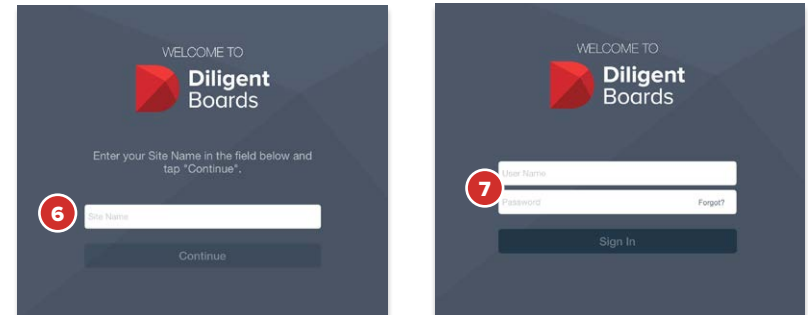 WELCOME TO
Diligent
Boards
Enter your Site Name in the field below and
tap "Continue".
6
Site Name
Continue
WELCOME TO
Diligent
Boards
User Name
7
Password Forgot?
Sign In